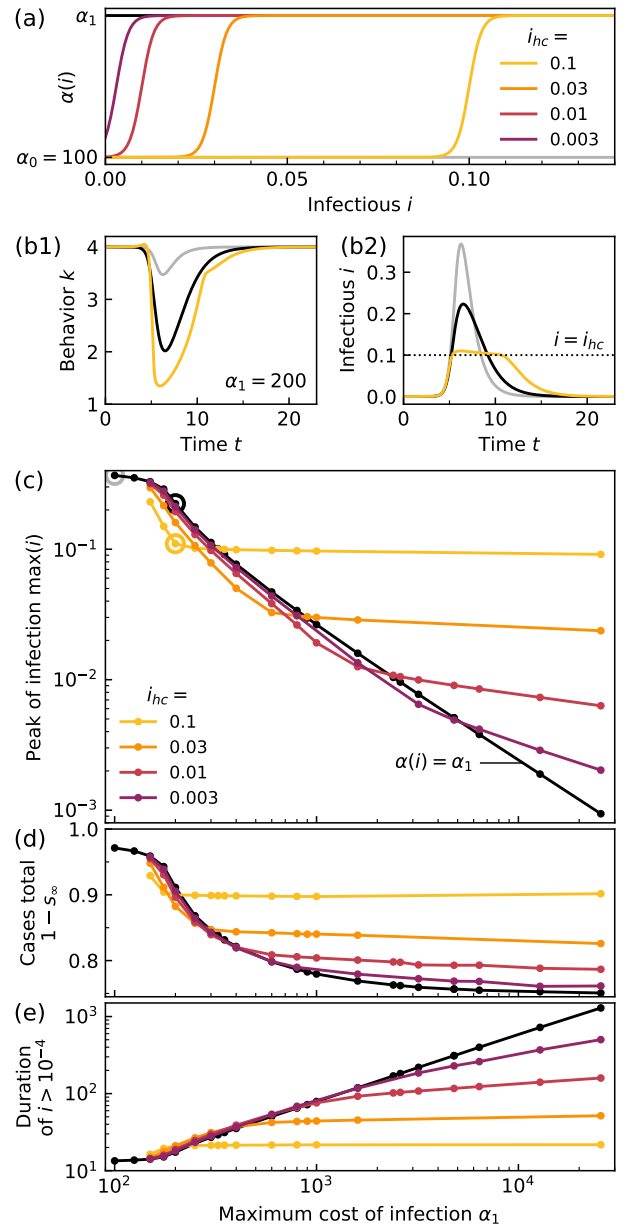 (a)
α₁
α(i)
α₀ = 100
i_hc =
0.1
0.03
0.01
0.003
0.00
0.05
0.10
Infectious i
(b1)
4
3
2
1
Behavior k
α₁ = 200
0
10
20
Time t
(b2)
0.3
0.2
0.1
0.0
Infectious i
i = i_hc
0
10
20
Time t
(c)
10⁻¹
10⁻²
10⁻³
Peak of infection max(i)
i_hc =
0.1
0.03
0.01
0.003
α(i) = α₁
(d)
1.0
0.9
0.8
Cases total
1 − s∞
(e)
10³
10²
10¹
Duration
of i > 10⁻⁴
10²
10³
10⁴
Maximum cost of infection α₁